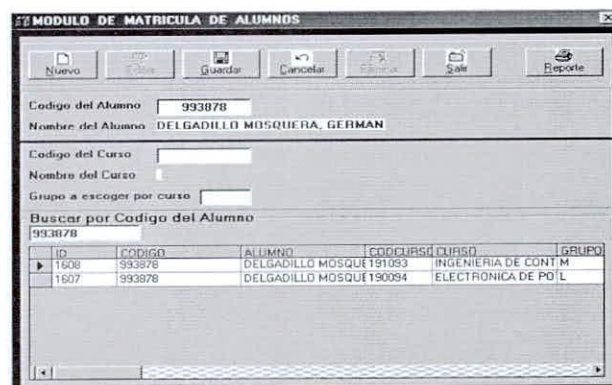 MODULO DE MATRICULA DE ALUMNOS
Nuevo Guardar Cancelar Salir Reporte
Codigo del Alumno 993878
Nombre del Alumno DELGADILLO MOSQUERA, GERMAN
Codigo del Curso
Nombre del Curso
Grupo a escoger por curso
Buscar por Codigo del Alumno
993878
ID CODIGO ALUMNO CODCURSO CURSO GRUPO
1608 993878 DELGADILLO MOSQUE 191093 INGENIERIA DE CONT M
1607 993878 DELGADILLO MOSQUE 190094 ELECTRONICA DE PO L